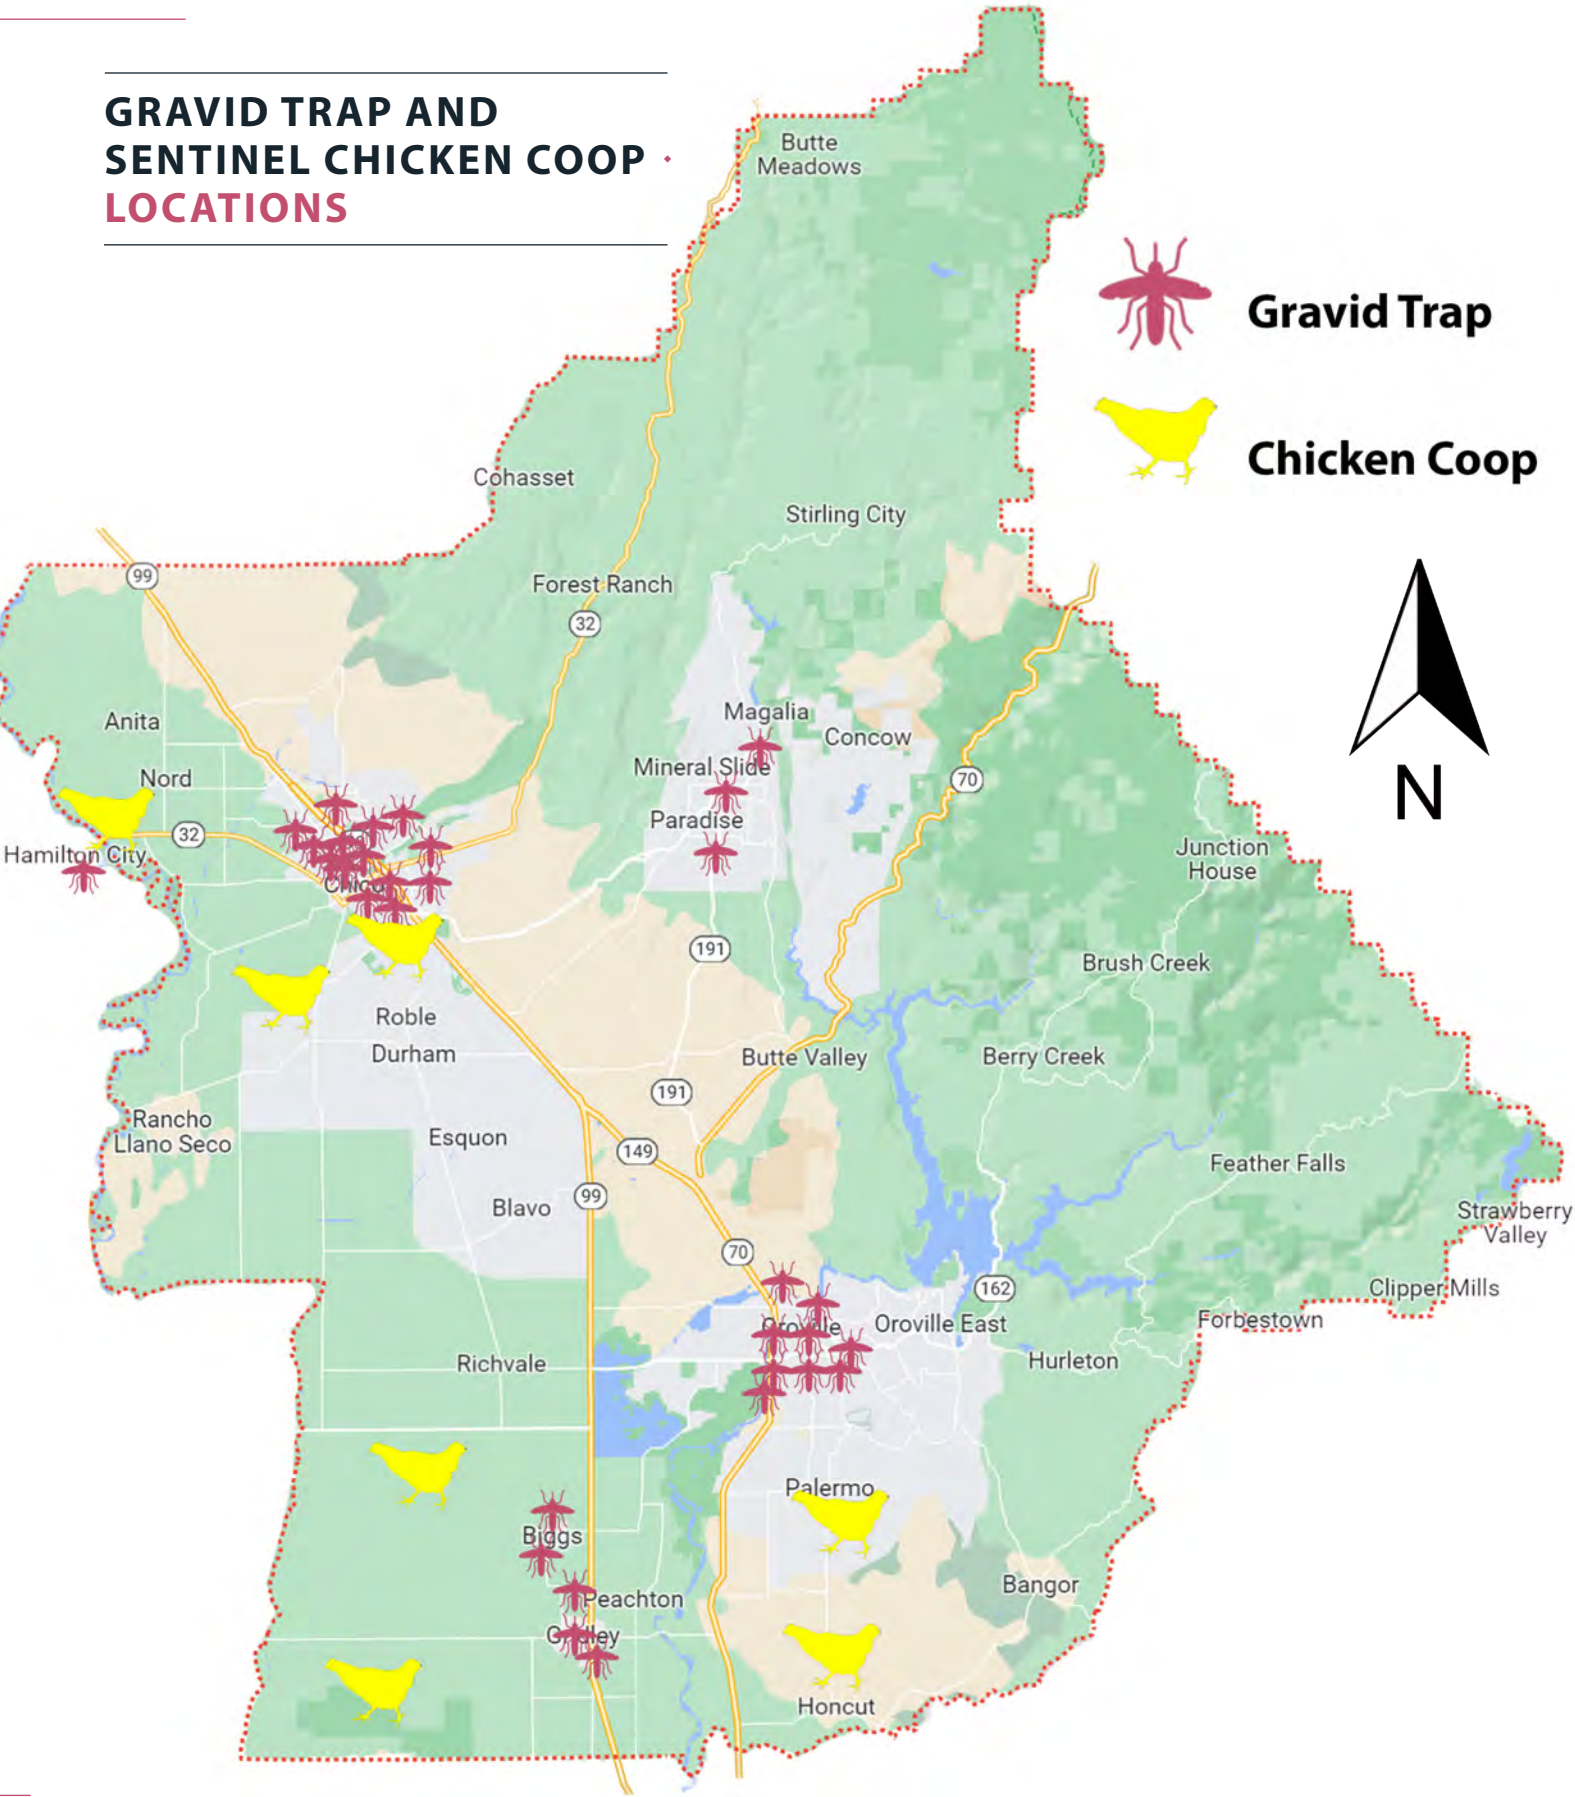 GRAVID TRAP AND
SENTINEL CHICKEN COOP
LOCATIONS
Butte
Meadows
Gravid Trap
Chicken Coop
Cohasset
Stirling City
99
Forest Ranch
32
N
Anita
Magalia
Concow
Nord
Mineral Slide
70
32
Paradise
Hamilton City
Junction
House
Chico
191
Brush Creek
Roble
Durham
Butte Valley
Berry Creek
191
Rancho
Llano Seco
Esquon
149
Feather Falls
99
Blavo
Strawberry
Valley
70
162
Clipper Mills
Oroville
Oroville East
Forbestown
Richvale
Hurleton
Palermo
Biggs
Bangor
Peachton
Gridley
Honcut